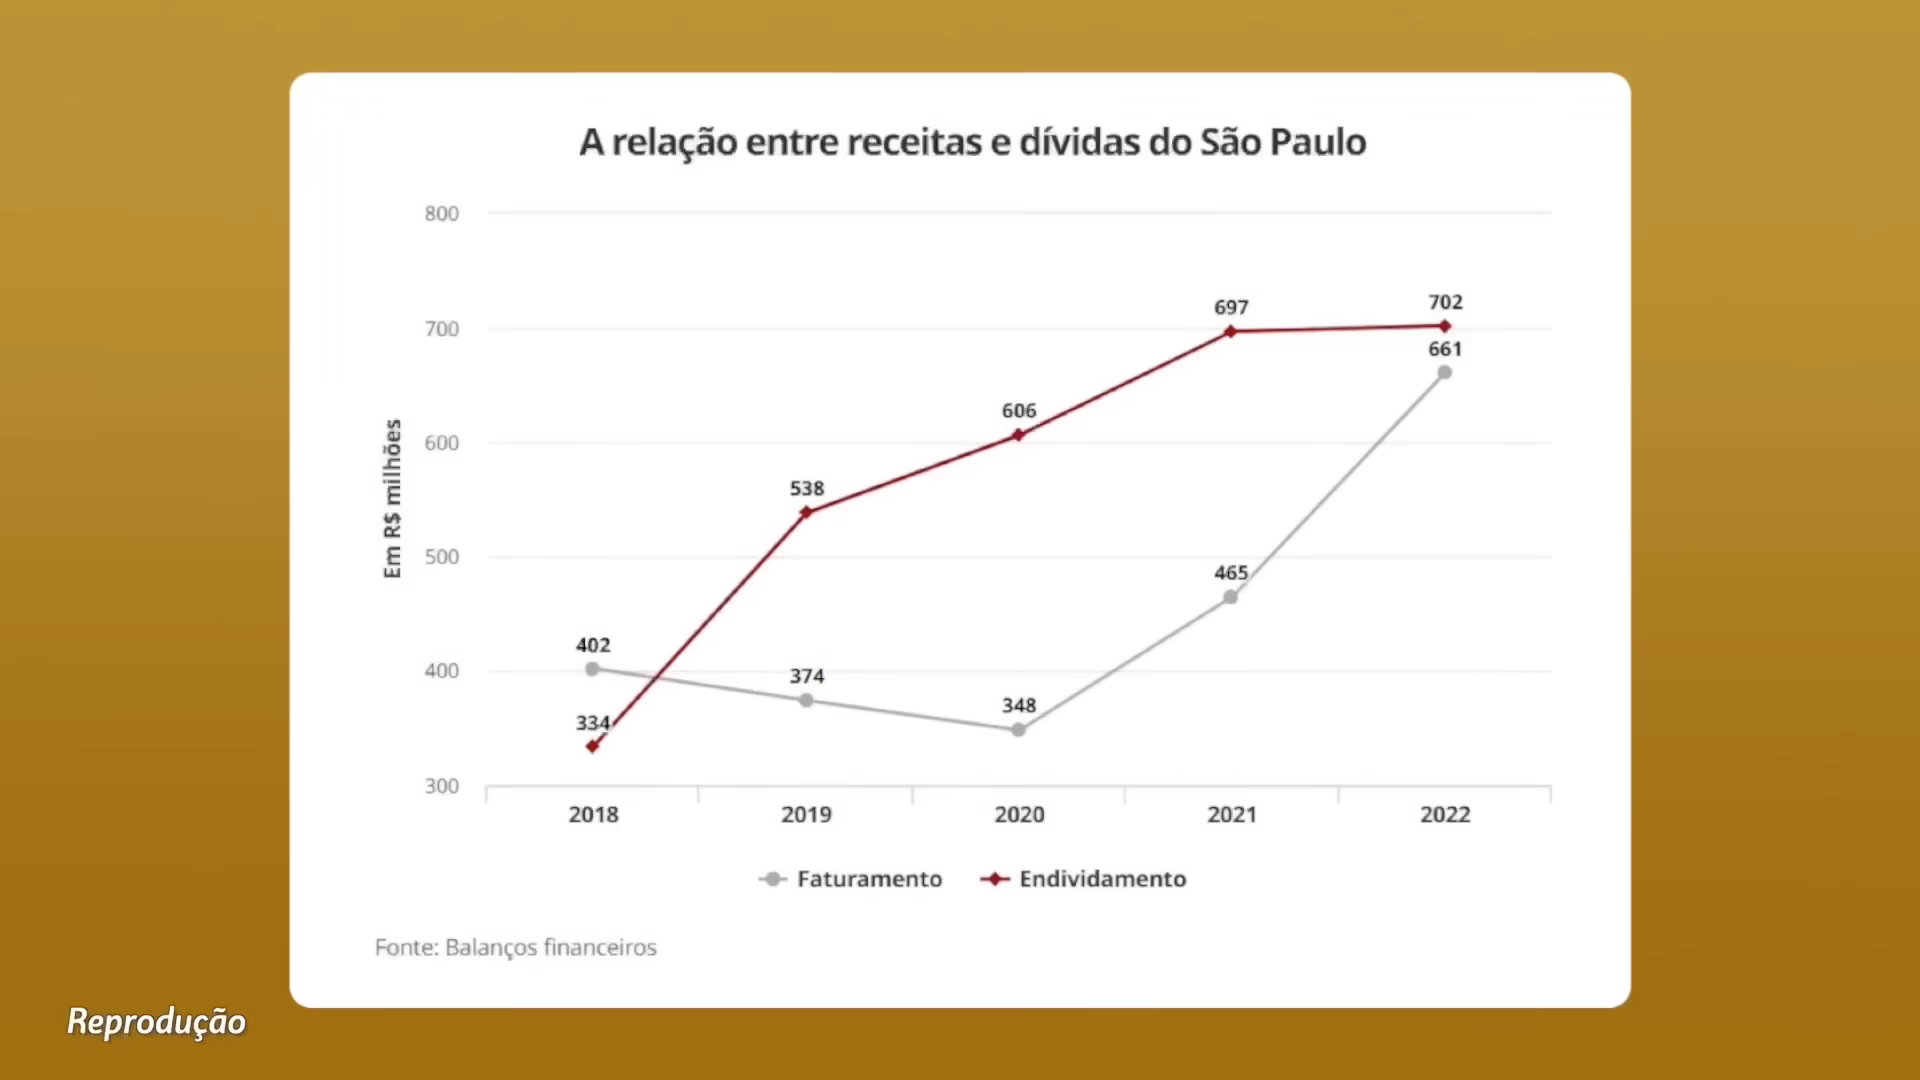 A relação entre receitas e dívidas do São Paulo
Em R$ milhões
800
700
600
500
400
300
402
374
348
465
661
334
538
606
697
702
2018 2019 2020 2021 2022
Faturamento Endividamento
Fonte: Balanços financeiros
Reprodução